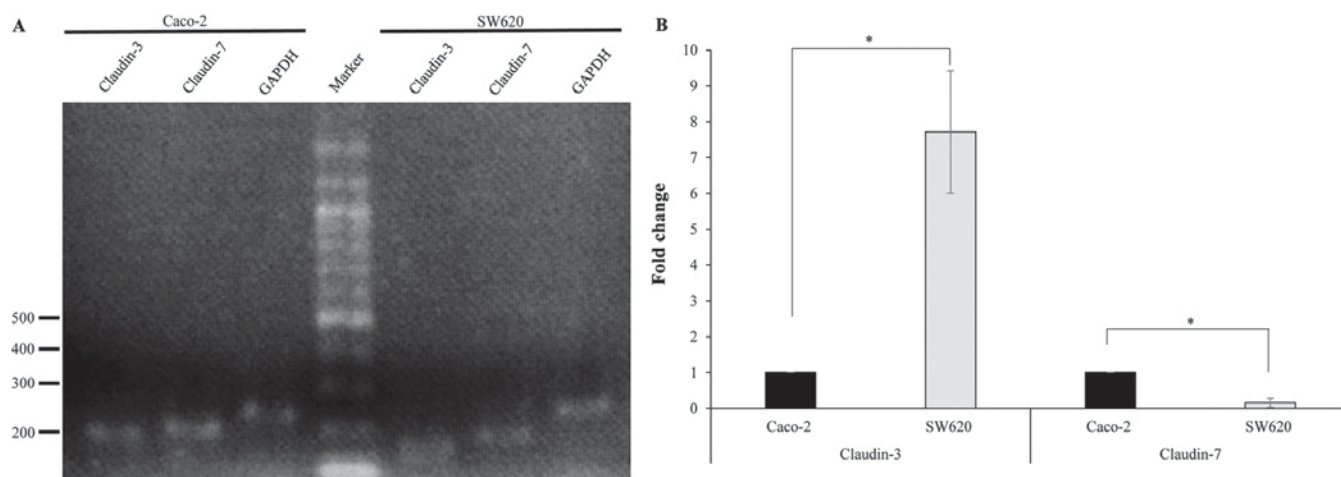 A
Caco-2
SW620
Claudin-3
Claudin-7
GAPDH
Marker
Claudin-3
Claudin-7
GAPDH
500
400
300
200
B
Fold change
10
9
8
7
6
5
4
3
2
1
0
*
*
Caco-2
SW620
Caco-2
SW620
Claudin-3
Claudin-7